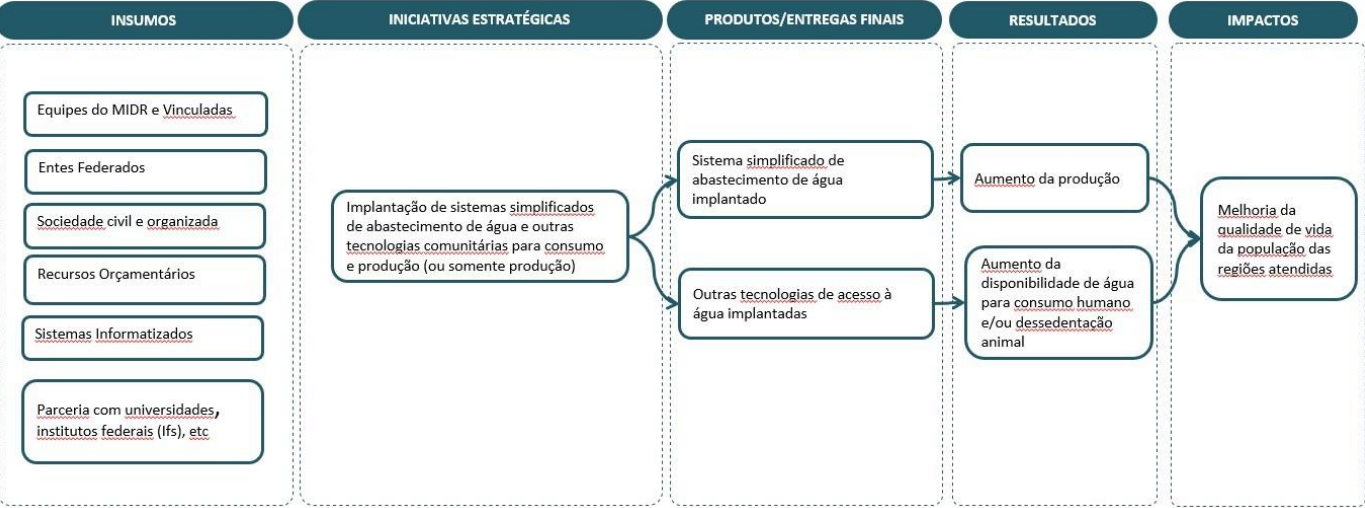 INSUMOS
INICIATIVAS ESTRATÉGICAS
PRODUTOS/ENTREGAS FINAIS
RESULTADOS
IMPACTOS
Equipes do MIDR e Vinculadas
Entes Federados
Sociedade civil e organizada
Recursos Orçamentários
Sistemas Informatizados
Parceria com universidades,
institutos federais (Ifs), etc
Implantação de sistemas simplificados
de abastecimento de água e outras
tecnologias comunitárias para consumo
e produção (ou somente produção)
Sistema simplificado de
abastecimento de água
implantado
Outras tecnologias de acesso à
água implantadas
Aumento da produção
Aumento da
disponibilidade de água
para consumo humano
e/ou dessedentação
animal
Melhoria da
qualidade de vida
da população das
regiões atendidas